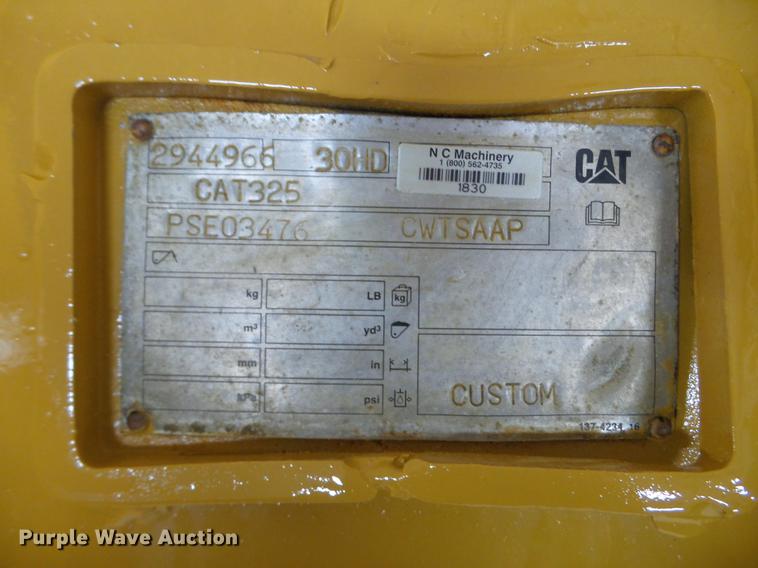 2944966 30HD
N C Machinery
1 (800) 562-4735
1830
CAT
CAT325
PSE03476 CWTSAAP
kg LB kg
m³ yd³
mm in
kPa psi
CUSTOM
137-4234 16
Purple Wave Auction